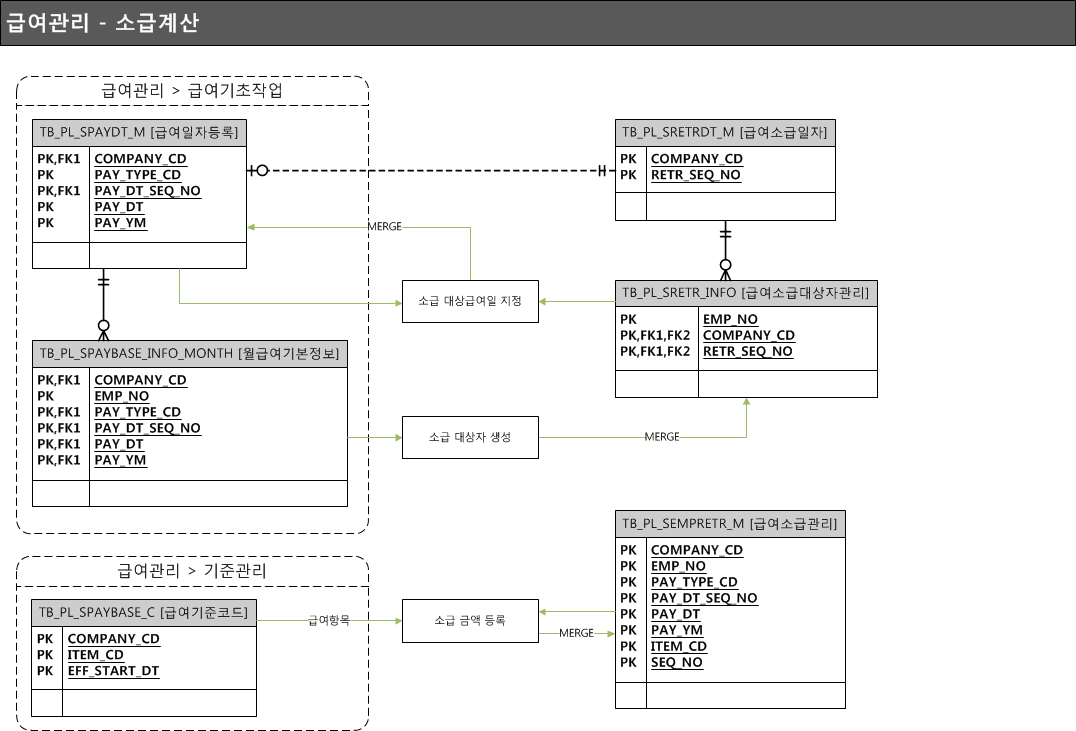 급여관리 - 소급계산
급여관리 > 급여기초작업
TB_PL_SPAYDT_M [급여일자등록]
PK,FK1 COMPANY_CD
PK PAY_TYPE_CD
PK,FK1 PAY_DT_SEQ_NO
PK PAY_DT
PK PAY_YM
TB_PL_SRETRDT_M [급여소급일자]
PK COMPANY_CD
PK RETR_SEQ_NO
MERGE
소급 대상급여일 지정
TB_PL_SRETR_INFO [급여소급대상자관리]
PK EMP_NO
PK,FK1,FK2 COMPANY_CD
PK,FK1,FK2 RETR_SEQ_NO
TB_PL_SPAYBASE_INFO_MONTH [월급여기본정보]
PK,FK1 COMPANY_CD
PK EMP_NO
PK,FK1 PAY_TYPE_CD
PK,FK1 PAY_DT_SEQ_NO
PK,FK1 PAY_DT
PK,FK1 PAY_YM
소급 대상자 생성
MERGE
TB_PL_SEMPRETR_M [급여소급관리]
PK COMPANY_CD
PK EMP_NO
PK PAY_TYPE_CD
PK PAY_DT_SEQ_NO
PK PAY_DT
PK PAY_YM
PK ITEM_CD
PK SEQ_NO
급여관리 > 기준관리
TB_PL_SPAYBASE_C [급여기준코드]
PK COMPANY_CD
PK ITEM_CD
PK EFF_START_DT
급여항목
소급 금액 등록
MERGE